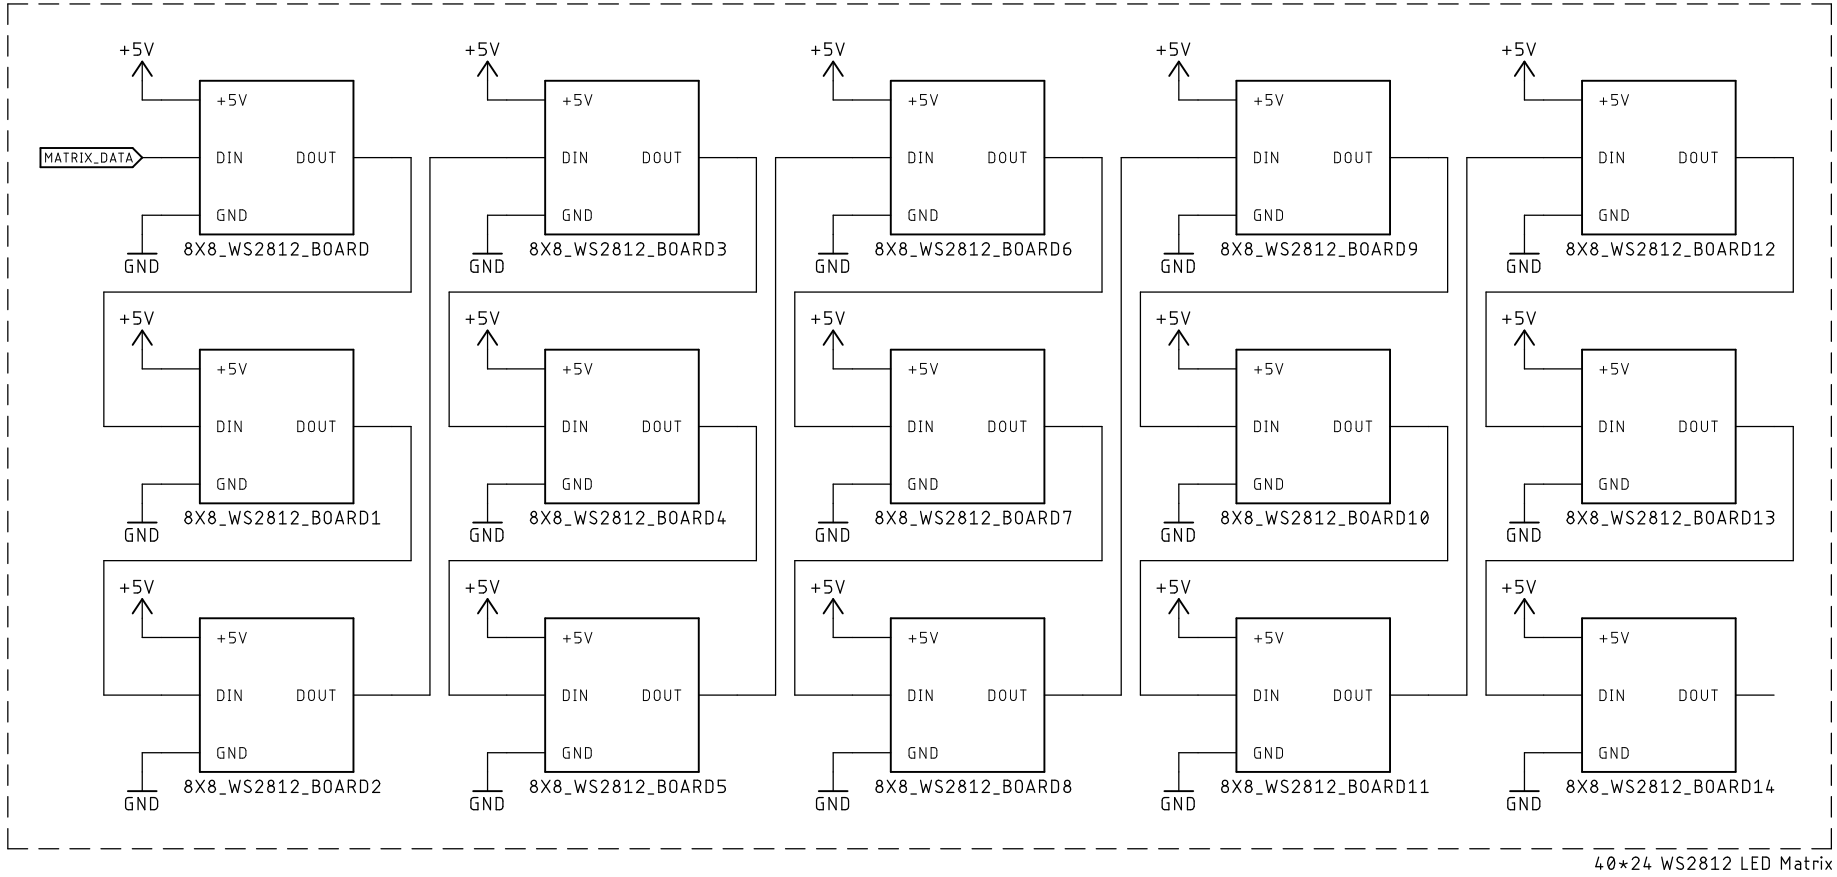 +5V +5V +5V +5V +5V
+5V +5V +5V +5V +5V
MATRIX_DATA DIN DOUT DIN DOUT DIN DOUT DIN DOUT DIN DOUT
GND GND GND GND GND
8X8_WS2812_BOARD 8X8_WS2812_BOARD3 8X8_WS2812_BOARD6 8X8_WS2812_BOARD9 8X8_WS2812_BOARD12
GND GND GND GND GND
+5V +5V +5V +5V +5V
+5V +5V +5V +5V +5V
DIN DOUT DIN DOUT DIN DOUT DIN DOUT DIN DOUT
GND GND GND GND GND
8X8_WS2812_BOARD1 8X8_WS2812_BOARD4 8X8_WS2812_BOARD7 8X8_WS2812_BOARD10 8X8_WS2812_BOARD13
GND GND GND GND GND
+5V +5V +5V +5V +5V
+5V +5V +5V +5V +5V
DIN DOUT DIN DOUT DIN DOUT DIN DOUT DIN DOUT
GND GND GND GND GND
8X8_WS2812_BOARD2 8X8_WS2812_BOARD5 8X8_WS2812_BOARD8 8X8_WS2812_BOARD11 8X8_WS2812_BOARD14
GND GND GND GND GND
40*24 WS2812 LED Matrix